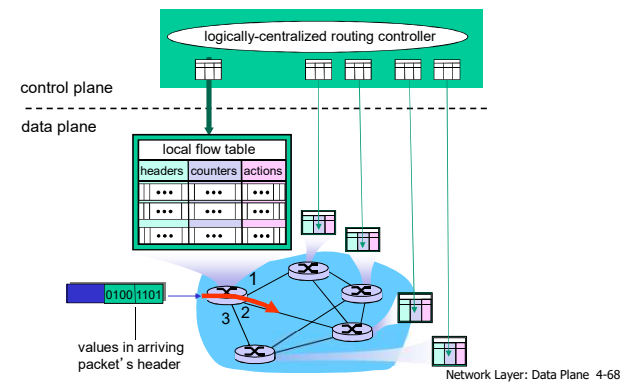 logically-centralized routing controller
control plane
data plane
local flow table
headers counters actions
1
2
3
0100 1101
values in arriving
packet's header
Network Layer: Data Plane 4-68